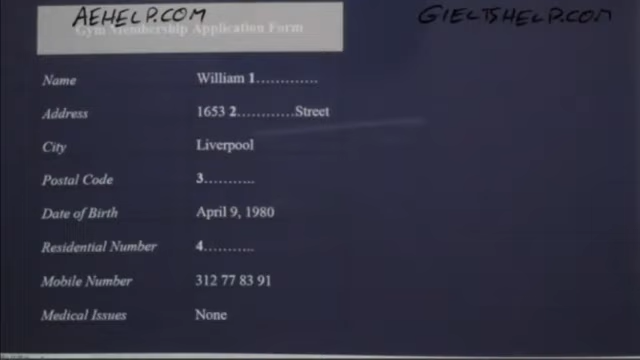 AEHELP.COM
GIELTSHELP.COM
Gym Membership Application Form
Name William 1.............
Address 1653 2............Street
City Liverpool
Postal Code 3...........
Date of Birth April 9, 1980
Residential Number 4...........
Mobile Number 312 77 83 91
Medical Issues None